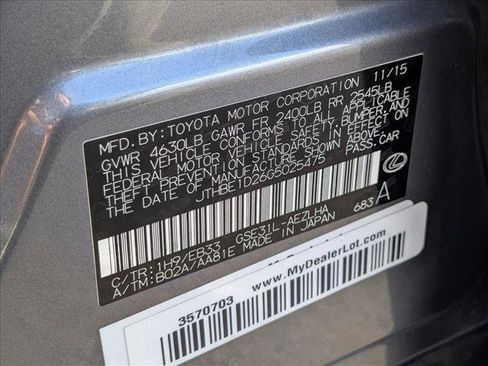 MFD.BY:TOYOTA MOTOR CORPORATION 11/15
GVWR 4630LB GAWR FR 2400LB RR 2545LB
THIS VEHICLE CONFORMS TO ALL APPLICABLE
FEDERAL MOTOR VEHICLE SAFETY, BUMPER, AND
THEFT PREVENTION STANDARDS IN EFFECT ON
THE DATE OF MANUFACTURE SHOWN ABOVE.
JTHBE1D26G5025475 PASS.CAR
C/TR:1H9/EB33 GSE31L-AEZLHA 683 A
A/TM:B02A/AA81E MADE IN JAPAN
www.MyDealerLot.com
3570703
www.MyDealerLot.com